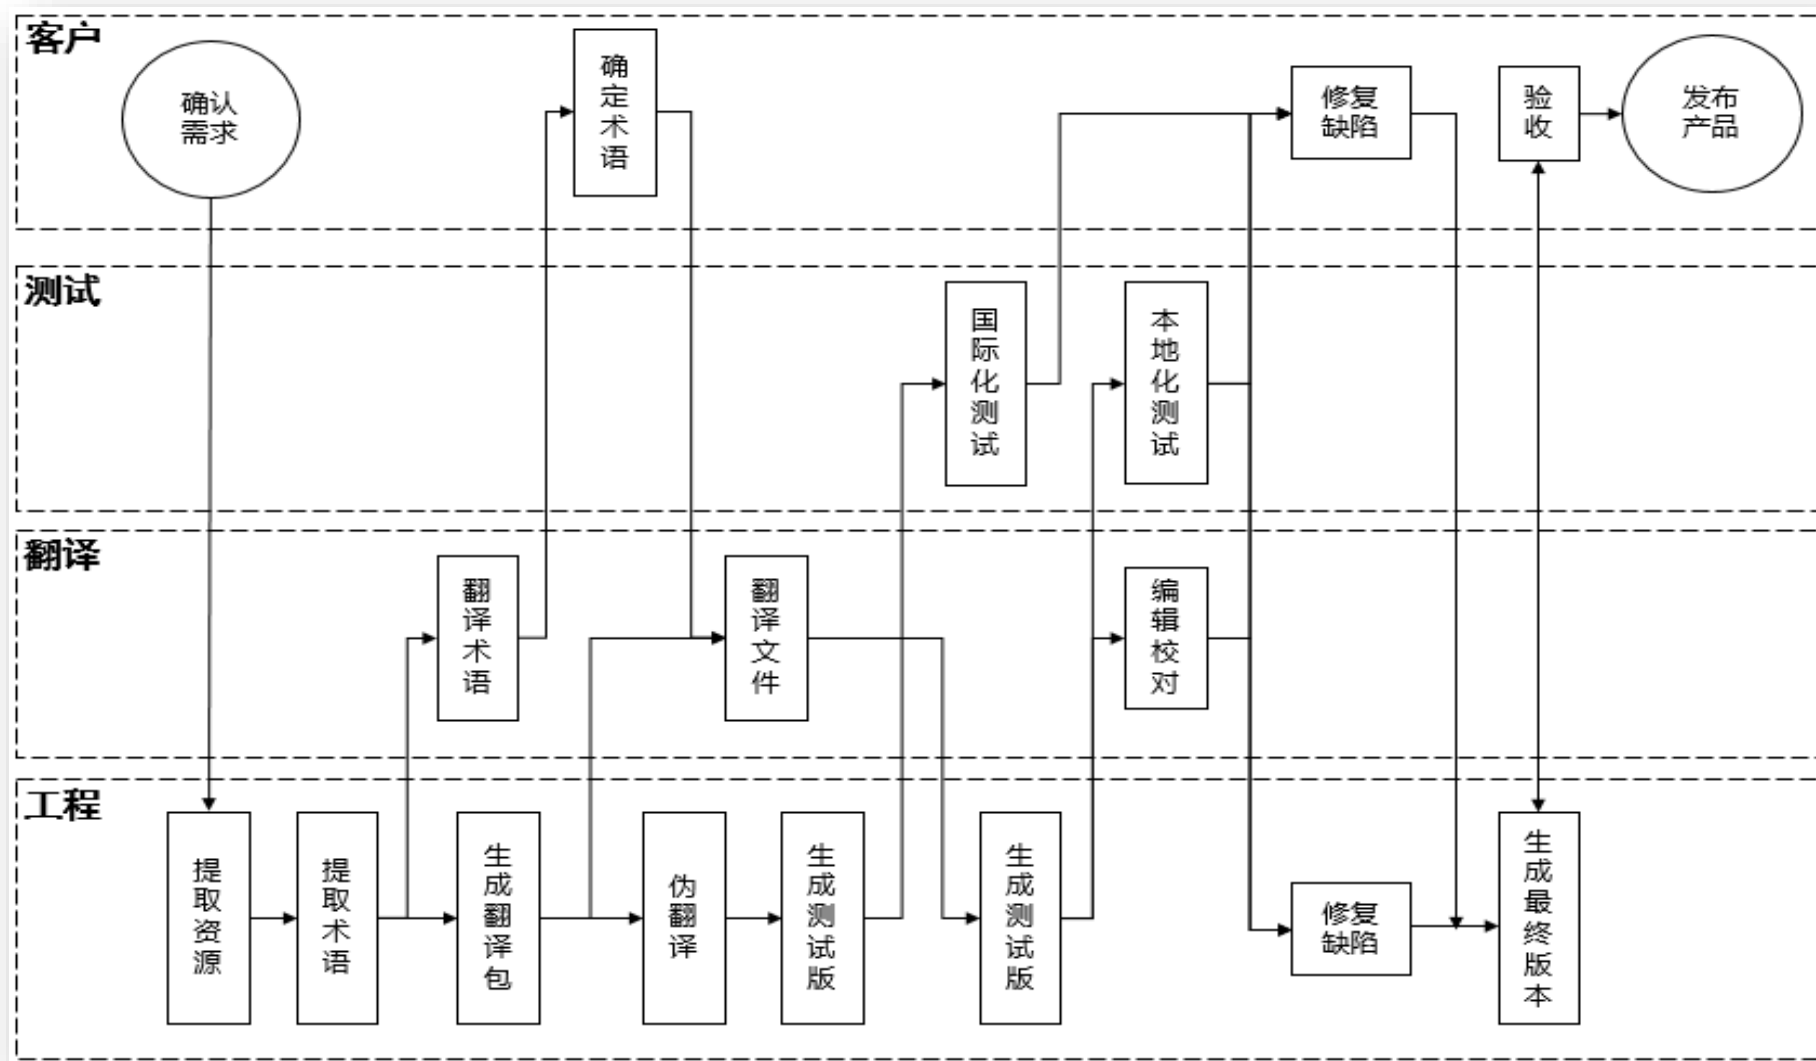 客户
确认
需求
确
定
术
语
修复
缺陷
验
收
发布
产品
测试
国
际
化
测
试
本
地
化
测
试
翻译
翻
译
术
语
翻
译
文
件
编
辑
校
对
工程
提
取
资
源
提
取
术
语
生
成
翻
译
包
伪
翻
译
生
成
测
试
版
生
成
测
试
版
修复
缺陷
生
成
最
终
版
本